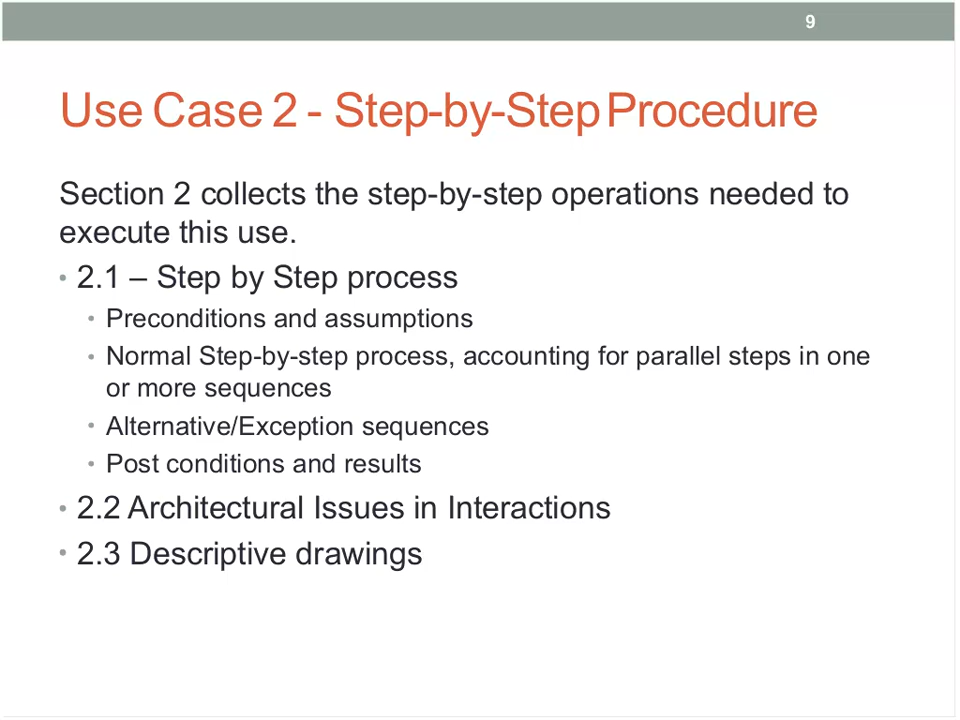 9
Use Case 2 - Step-by-Step Procedure
Section 2 collects the step-by-step operations needed to
execute this use.
• 2.1 – Step by Step process
• Preconditions and assumptions
• Normal Step-by-step process, accounting for parallel steps in one
or more sequences
• Alternative/Exception sequences
• Post conditions and results
• 2.2 Architectural Issues in Interactions
• 2.3 Descriptive drawings